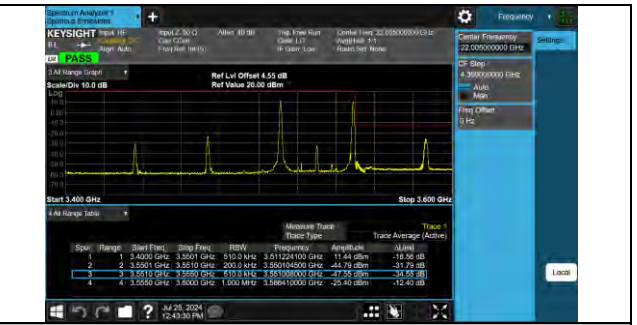 Spectrum Analyzer 1
Spurious Emissions
Frequency
KEYSIGHT Input: RF
Input Z: 50 Ω
Atten: 40 dB
Trig: Free Run
Center Freq: 22.005000000 GHz
Gate: LO
Avg|Hold: 1/1
Align: Auto
Freq Ref: Int (S)
IF Gain: Low
Radio Std: None
PASS
Center Frequency
22.005000000 GHz
Settings
CF Step
4.399000000 GHz
Auto
Man
Freq Offset
0 Hz
3 All Range Graph
Scale/Div 10.0 dB
Ref Lvl Offset 4.55 dB
Ref Value 20.00 dBm
Log
Start 3.400 GHz
Stop 3.600 GHz
4 All Range Table
Measure Trace
Trace 1
Trace Type
Trace Average (Active)
Spur Range Start Freq Stop Freq RBW Frequency Amplitude ΔLimit
1 1 3.4000 GHz 3.5501 GHz 510.0 kHz 3.511224100 GHz 11.44 dBm -18.56 dB
2 2 3.5501 GHz 3.5510 GHz 200.0 kHz 3.550104500 GHz -44.79 dBm -31.79 dB
3 3 3.5510 GHz 3.5550 GHz 510.0 kHz 3.551008000 GHz -47.55 dBm -34.55 dB
4 4 3.5550 GHz 3.6000 GHz 1.000 MHz 3.586410000 GHz -25.40 dBm -12.40 dB
Local
?
Jul 25, 2024
12:43:30 PM